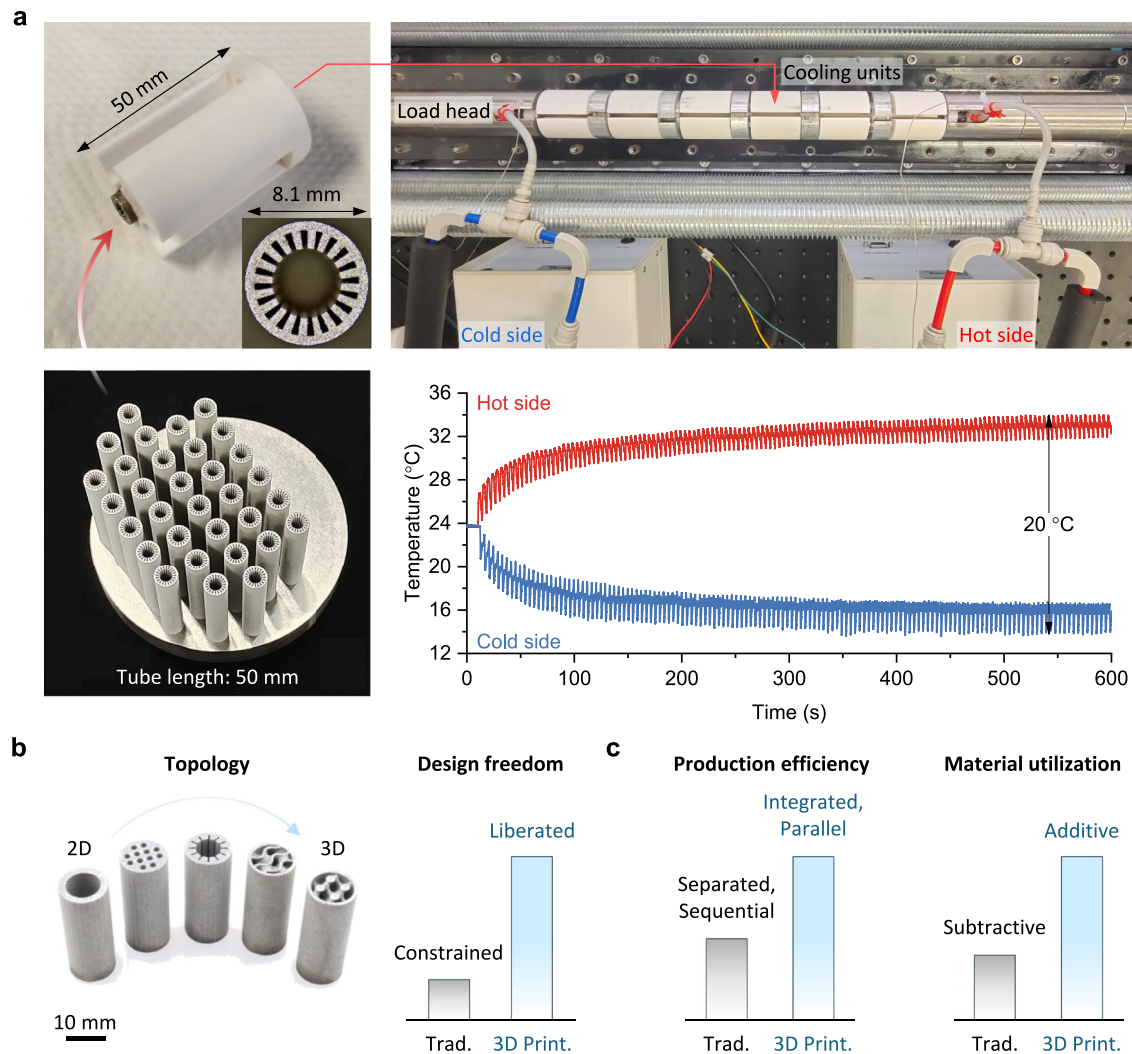 a
50 mm
8.1 mm
Load head
Cooling units
Cold side
Hot side
Tube length: 50 mm
Temperature (°C)
36
32
28
24
20
16
12
Hot side
20 °C
Cold side
0
100
200
300
400
500
600
Time (s)
b
Topology
2D
3D
10 mm
Design freedom
Liberated
Constrained
Trad.
3D Print.
c
Production efficiency
Integrated,
Parallel
Separated,
Sequential
Trad.
3D Print.
Material utilization
Additive
Subtractive
Trad.
3D Print.